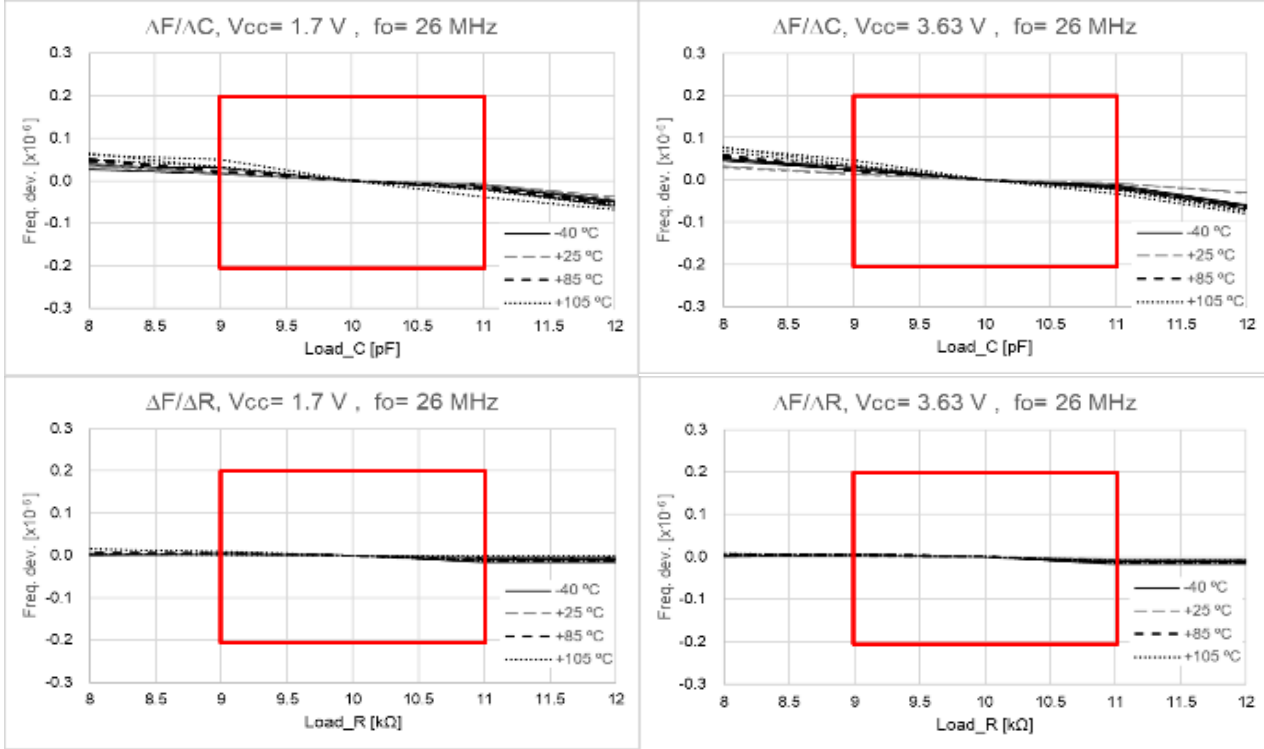 ΔF/ΔC, Vcc= 1.7 V , fo= 26 MHz
0.3
0.2
0.1
0.0
-0.1
-0.2
-0.3
Freq. dev. [x10⁻⁶]
-40 ºC
+25 ºC
+85 ºC
+105 ºC
8 8.5 9 9.5 10 10.5 11 11.5 12
Load_C [pF]
ΔF/ΔC, Vcc= 3.63 V , fo= 26 MHz
0.3
0.2
0.1
0.0
-0.1
-0.2
-0.3
Freq. dev. [x10⁻⁶]
-40 ºC
+25 ºC
+85 ºC
+105 ºC
8 8.5 9 9.5 10 10.5 11 11.5 12
Load_C [pF]
ΔF/ΔR, Vcc= 1.7 V , fo= 26 MHz
0.3
0.2
0.1
0.0
-0.1
-0.2
-0.3
Freq. dev. [x10⁻⁶]
-40 ºC
+25 ºC
+85 ºC
+105 ºC
8 8.5 9 9.5 10 10.5 11 11.5 12
Load_R [kΩ]
ΔF/ΔR, Vcc= 3.63 V , fo= 26 MHz
0.3
0.2
0.1
0.0
-0.1
-0.2
-0.3
Freq. dev. [x10⁻⁶]
-40 ºC
+25 ºC
+85 ºC
+105 ºC
8 8.5 9 9.5 10 10.5 11 11.5 12
Load_R [kΩ]